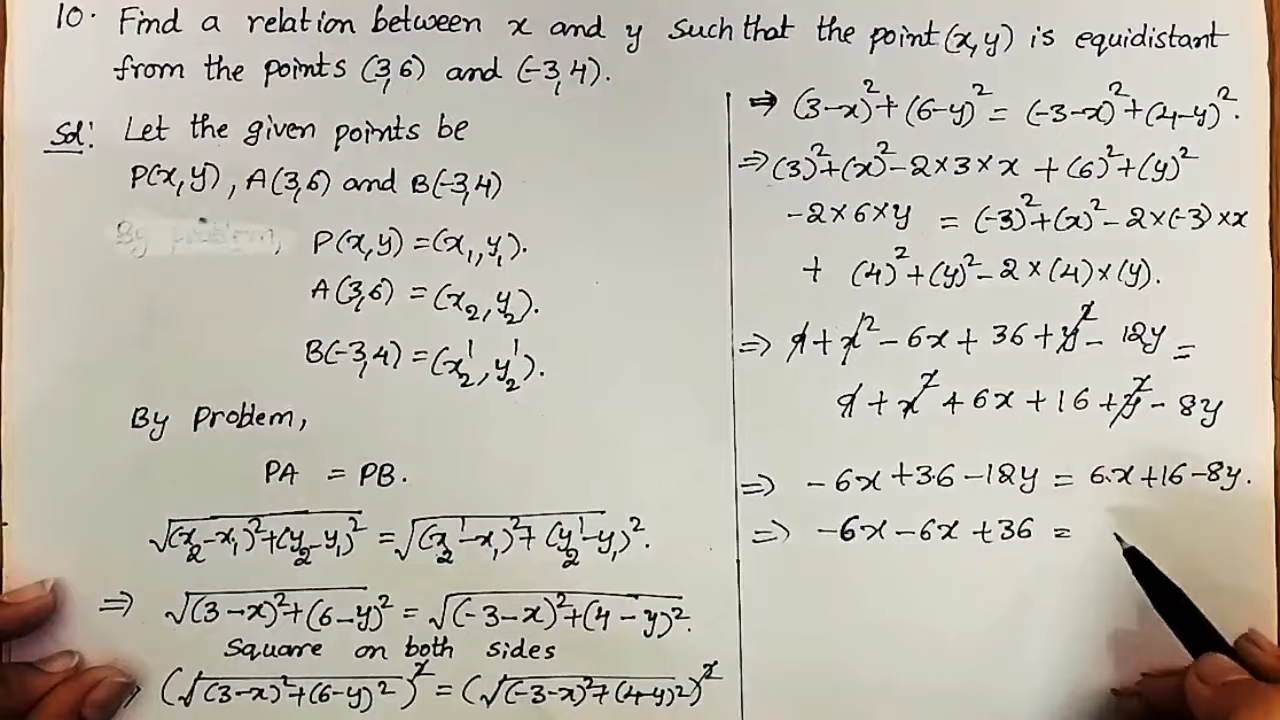 10. Find a relation between x and y such that the point (x,y) is equidistant
from the points (3,6) and (-3,4).
Sol: Let the given points be
P(x,y), A(3,6) and B(-3,4)
By problem,
P(x,y) = (x₁,y₁).
A(3,6) = (x₂,y₂).
B(-3,4) = (x₂',y₂').
By Problem,
PA = PB.
√(x₂-x₁)²+(y₂-y₁)² = √(x₂'-x₁)²+(y₂'-y₁)².
⇒ √(3-x)²+(6-y)² = √(-3-x)²+(4-y)².
Square on both sides
⇒ (√(3-x)²+(6-y)²)² = (√(-3-x)²+(4-y)²)²
⇒ (3-x)²+(6-y)² = (-3-x)²+(4-y)².
⇒ (3)²+(x)²-2×3×x+(6)²+(y)²
-2×6×y = (-3)²+(x)²-2×(-3)×x
+ (4)²+(y)²-2×(4)×(y).
⇒ 9+x²-6x+36+y²-12y =
9+x²+6x+16+y²-8y
⇒ -6x+36-12y = 6x+16-8y.
⇒ -6x-6x+36 =